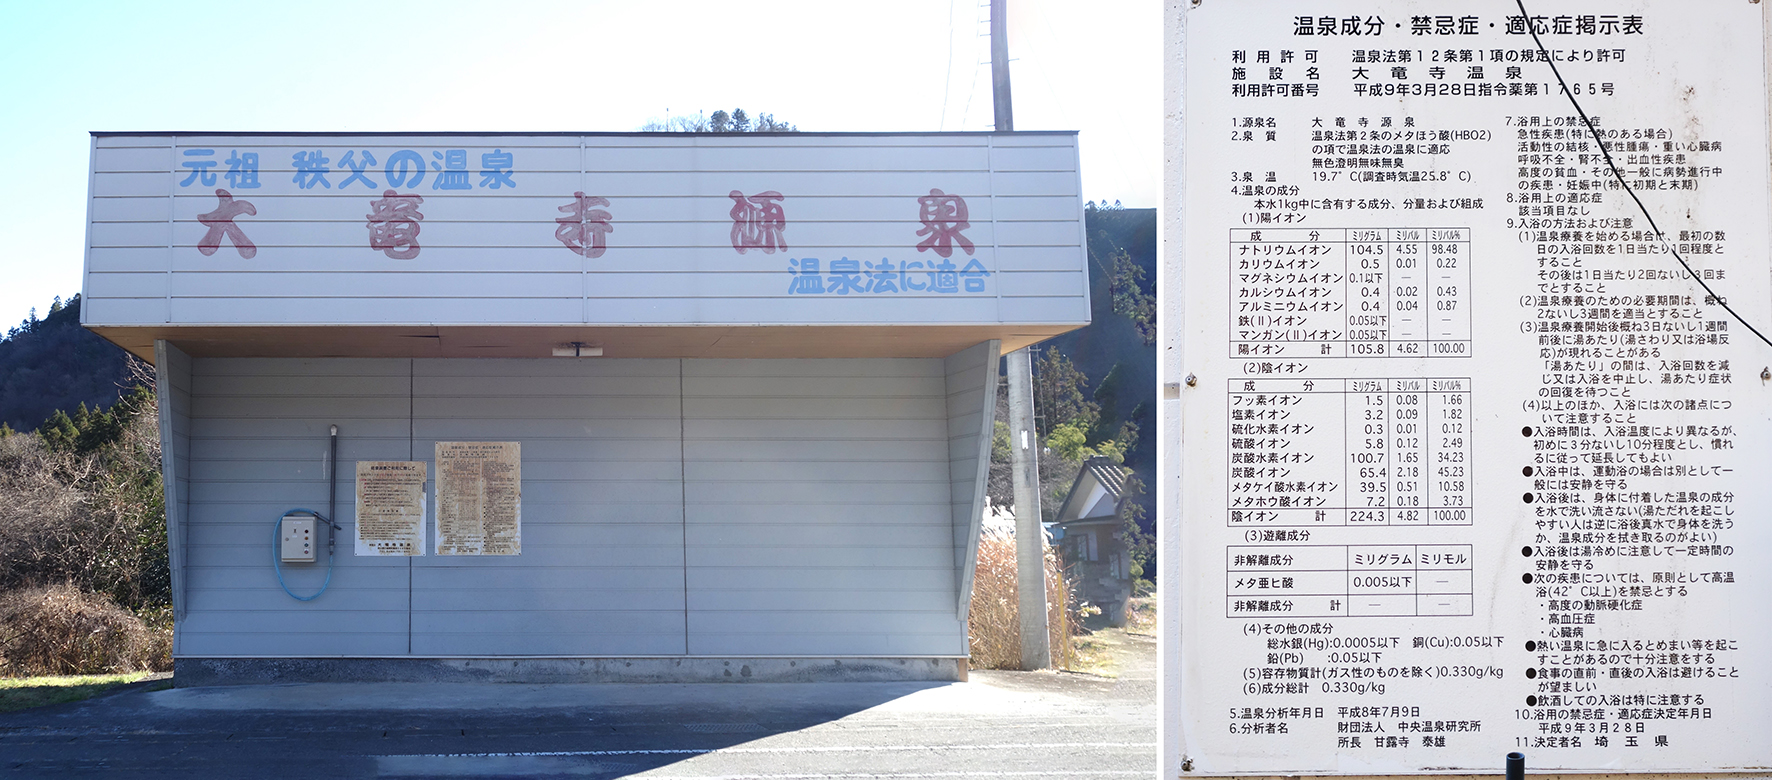 元祖 秩父の温泉
大竜寺源泉
温泉法に適合
温泉成分・禁忌症・適応症掲示表
利用許可 温泉法第12条第1項の規定により許可
施設名 大竜寺温泉
利用許可番号 平成9年3月28日指令薬第1765号
1.源泉名 大竜寺源泉
2.泉質 温泉法第2条のメタほう酸(HBO2)
の項で温泉法の温泉に適応
無色澄明無味無臭
3.泉温 19.7°C(調査時気温25.8°C)
4.温泉の成分
本水1kg中に含有する成分、分量および組成
(1)陽イオン
成分 ミリグラム ミリバル ミリバル%
ナトリウムイオン 104.5 4.55 98.48
カリウムイオン 0.5 0.01 0.22
マグネシウムイオン 0.1以下 — —
カルシウムイオン 0.4 0.02 0.43
アルミニウムイオン 0.4 0.04 0.87
鉄(II)イオン 0.05以下 — —
マンガン(II)イオン 0.05以下 — —
陽イオン 計 105.8 4.62 100.00
(2)陰イオン
成分 ミリグラム ミリバル ミリバル%
フッ素イオン 1.5 0.08 1.66
塩素イオン 3.2 0.09 1.82
硫化水素イオン 0.3 0.01 0.12
硫酸イオン 5.8 0.12 2.49
炭酸水素イオン 100.7 1.65 34.23
炭酸イオン 65.4 2.18 45.23
メタケイ酸水素イオン 39.5 0.51 10.58
メタホウ酸イオン 7.2 0.18 3.73
陰イオン 計 224.3 4.82 100.00
(3)遊離成分
非解離成分 ミリグラム ミリモル
メタ亜ヒ酸 0.005以下 —
非解離成分 計 — —
(4)その他の成分
総水銀(Hg):0.0005以下 銅(Cu):0.05以下
鉛(Pb) :0.05以下
(5)容存物質計(ガス性のものを除く)0.330g/kg
(6)成分総計 0.330g/kg
5.温泉分析年月日 平成8年7月9日
6.分析者名 財団法人 中央温泉研究所
所長 甘露寺 泰雄
7.浴用上の禁忌症
急性疾患(特に熱のある場合)
活動性の結核・悪性腫瘍・重い心臓病
呼吸不全・腎不全・出血性疾患
高度の貧血・その他一般に病勢進行中
の疾患・妊娠中(特に初期と末期)
8.浴用上の適応症
該当項目なし
9.入浴の方法および注意
(1)温泉療養を始める場合は、最初の数
日の入浴回数を1日当たり1回程度と
すること
その後は1日当たり2回ないし3回ま
でとすること
(2)温泉療養のための必要期間は、概ね
2ないし3週間を適当とすること
(3)温泉療養開始後概ね3日ないし1週間
前後に湯あたり(湯さわり又は浴場反
応)が現れることがある
「湯あたり」の間は、入浴回数を減
じ又は入浴を中止し、湯あたり症状
の回復を待つこと
(4)以上のほか、入浴には次の諸点につ
いて注意すること
●入浴時間は、入浴温度により異なるが、
初めに3分ないし10分程度とし、慣れ
るに従って延長してもよい
●入浴中は、運動浴の場合は別として一
般には安静を守る
●入浴後は、身体に付着した温泉の成分
を水で洗い流さない(湯ただれを起こし
やすい人は逆に浴後真水で身体を洗う
か、温泉成分を拭き取るのがよい)
●入浴後は湯冷めに注意して一定時間の
安静を守る
●次の疾患については、原則として高温
浴(42°C以上)を禁忌とする
・高度の動脈硬化症
・高血圧症
・心臓病
●熱い温泉に急に入るとめまい等を起こ
すことがあるので十分注意をする
●食事の直前・直後の入浴は避けること
が望ましい
●飲酒しての入浴は特に注意する
10.浴用の禁忌症・適応症決定年月日
平成9年3月28日
11.決定者名 埼玉県